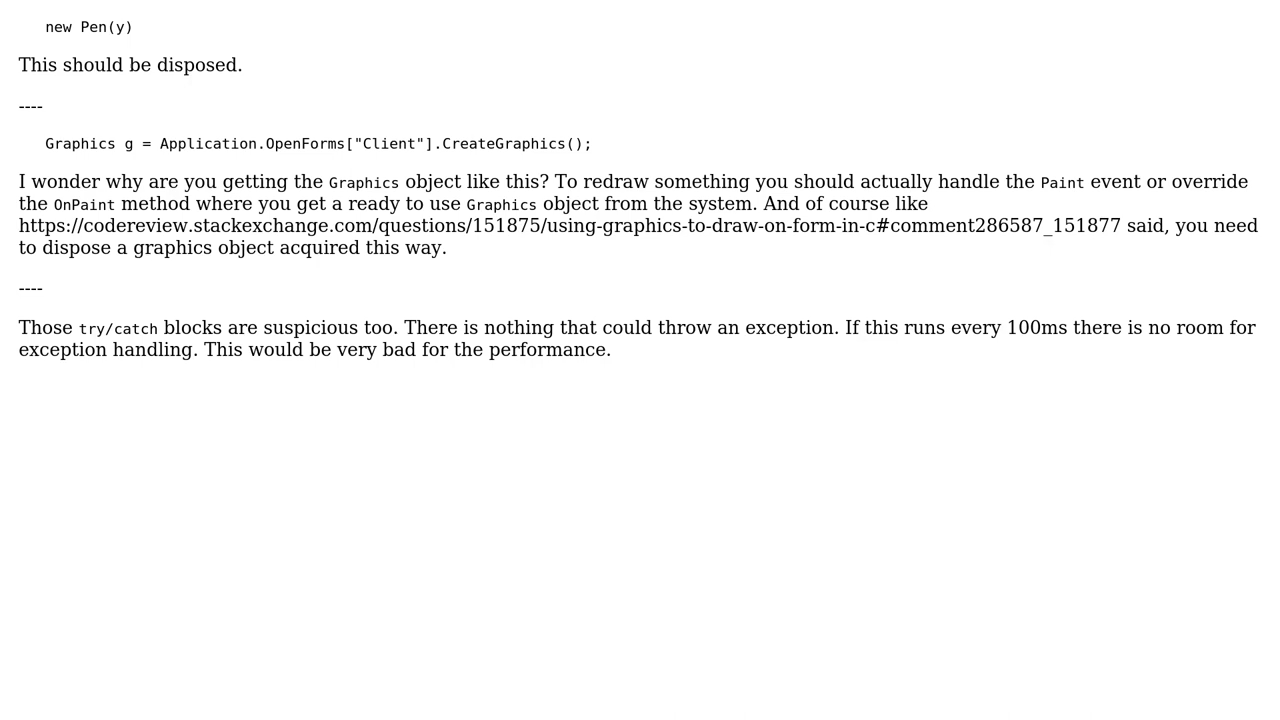 new Pen(y)
This should be disposed.
----
Graphics g = Application.OpenForms["Client"].CreateGraphics();
I wonder why are you getting the Graphics object like this? To redraw something you should actually handle the Paint event or override
the OnPaint method where you get a ready to use Graphics object from the system. And of course like
https://codereview.stackexchange.com/questions/151875/using-graphics-to-draw-on-form-in-c#comment286587_151877 said, you need
to dispose a graphics object acquired this way.
----
Those try/catch blocks are suspicious too. There is nothing that could throw an exception. If this runs every 100ms there is no room for
exception handling. This would be very bad for the performance.